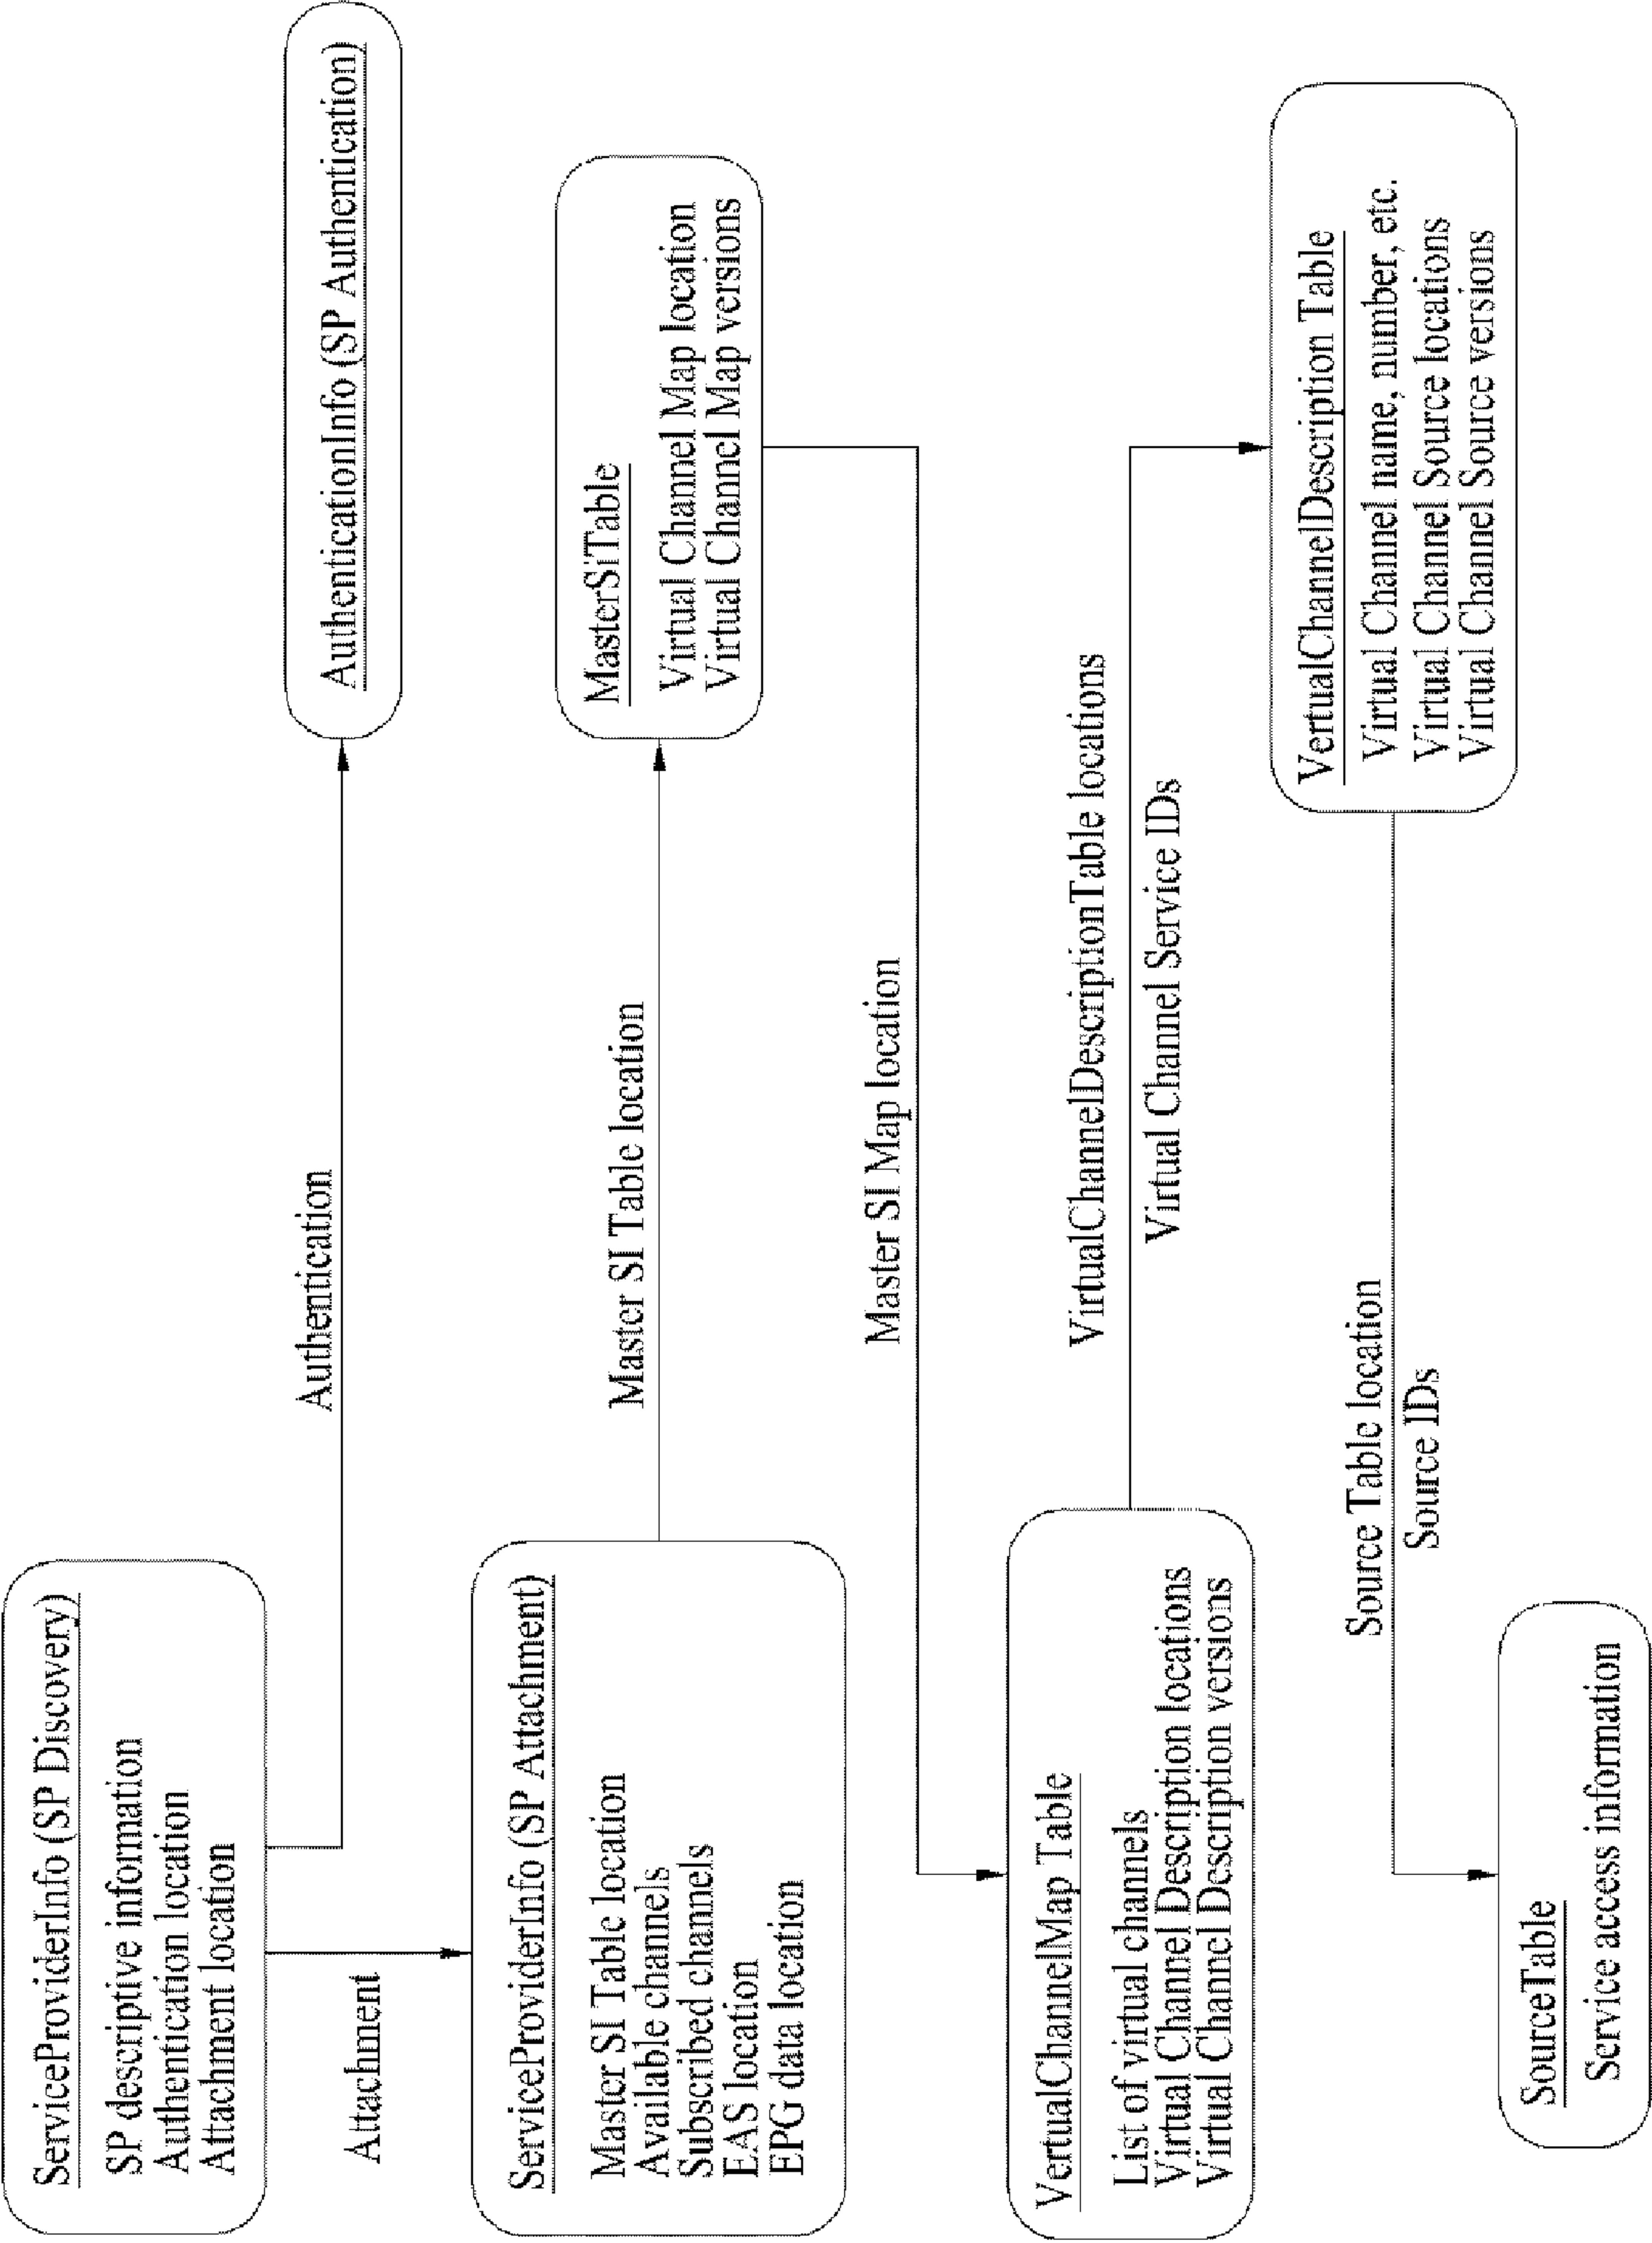 ServiceProviderInfo (SP Discovery)
SP descriptive information
Authentication location
Attachment location
Authentication
AuthenticationInfo (SP Authentication)
Attachment
ServiceProviderInfo (SP Attachment)
Master SI Table location
Available channels
Subscribed channels
EAS location
EPG data location
Master SI Table location
MasterSiTable
Virtual Channel Map location
Virtual Channel Map versions
Master SI Map location
VertualChannelMap Table
List of virtual channels
Virtual Channel Description locations
Virtual Channel Description versions
VirtualChannelDescriptionTable locations
Virtual Channel Service IDs
VertualChannelDescription Table
Virtual Channel name, number, etc.
Virtual Channel Source locations
Virtual Channel Source versions
Source Table location
Source IDs
SourceTable
Service access information